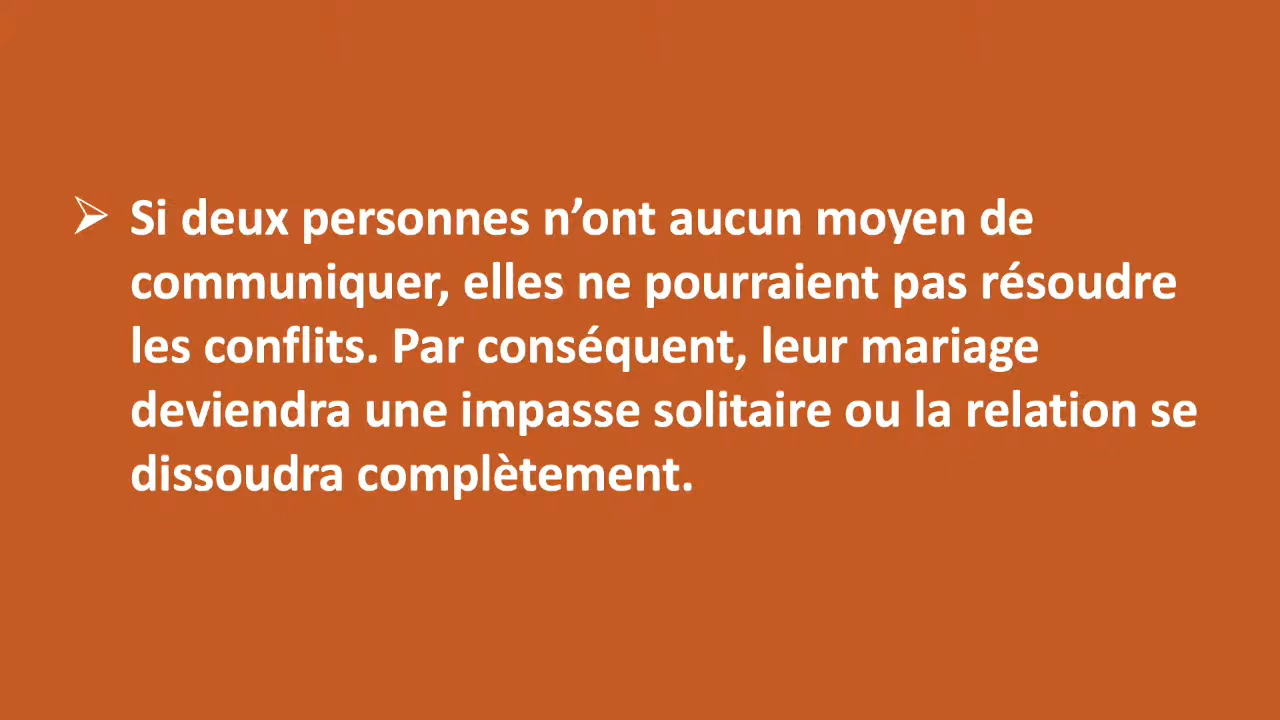 ➢ Si deux personnes n’ont aucun moyen de
communiquer, elles ne pourraient pas résoudre
les conflits. Par conséquent, leur mariage
deviendra une impasse solitaire ou la relation se
dissoudra complètement.